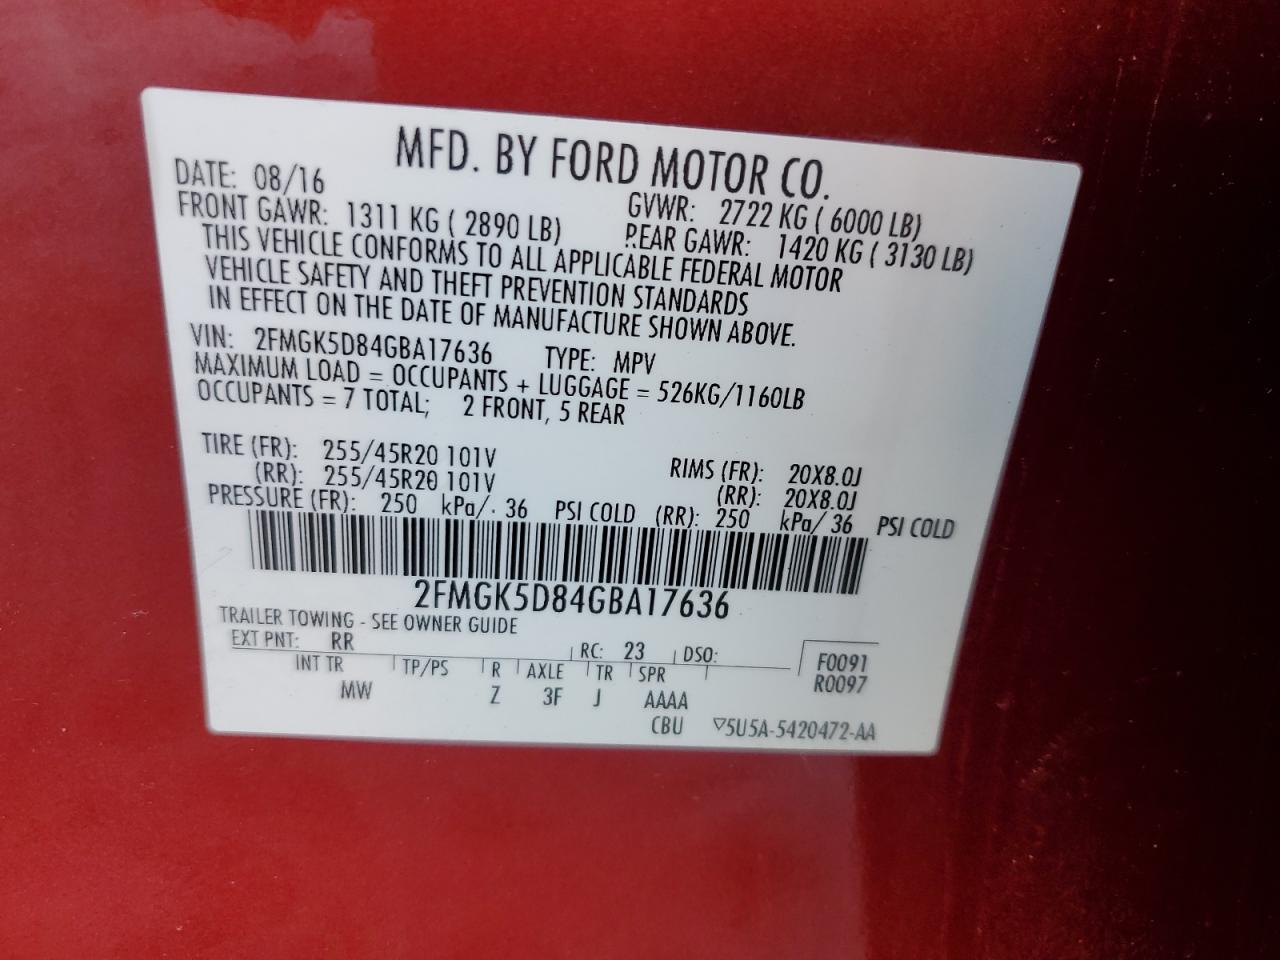 MFD. BY FORD MOTOR CO.
DATE: 08/16 GVWR: 2722 KG ( 6000 LB)
FRONT GAWR: 1311 KG ( 2890 LB) REAR GAWR: 1420 KG ( 3130 LB)
THIS VEHICLE CONFORMS TO ALL APPLICABLE FEDERAL MOTOR
VEHICLE SAFETY AND THEFT PREVENTION STANDARDS
IN EFFECT ON THE DATE OF MANUFACTURE SHOWN ABOVE.
VIN: 2FMGK5D84GBA17636 TYPE: MPV
MAXIMUM LOAD = OCCUPANTS + LUGGAGE = 526KG/1160LB
OCCUPANTS = 7 TOTAL; 2 FRONT, 5 REAR
TIRE (FR): 255/45R20 101V RIMS (FR): 20X8.0J
(RR): 255/45R20 101V (RR): 20X8.0J
PRESSURE (FR): 250 kPa/ 36 PSI COLD (RR): 250 kPa/ 36 PSI COLD
2FMGK5D84GBA17636
TRAILER TOWING - SEE OWNER GUIDE
EXT PNT: RR RC: 23 DSO: F0091
INT TR TP/PS R AXLE TR SPR R0097
MW Z 3F J AAAA
CBU ▽5U5A-5420472-AA